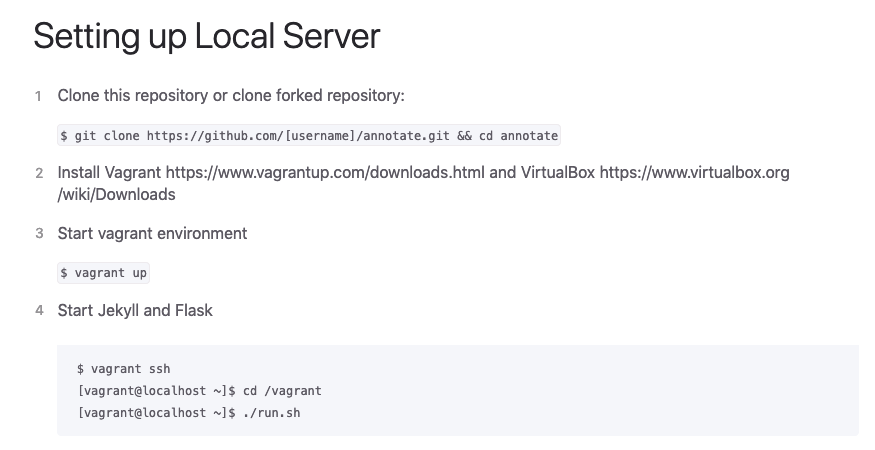 Setting up Local Server
1 Clone this repository or clone forked repository:
$ git clone https://github.com/[username]/annotate.git && cd annotate
2 Install Vagrant https://www.vagrantup.com/downloads.html and VirtualBox https://www.virtualbox.org
/wiki/Downloads
3 Start vagrant environment
$ vagrant up
4 Start Jekyll and Flask
$ vagrant ssh
[vagrant@localhost ~]$ cd /vagrant
[vagrant@localhost ~]$ ./run.sh